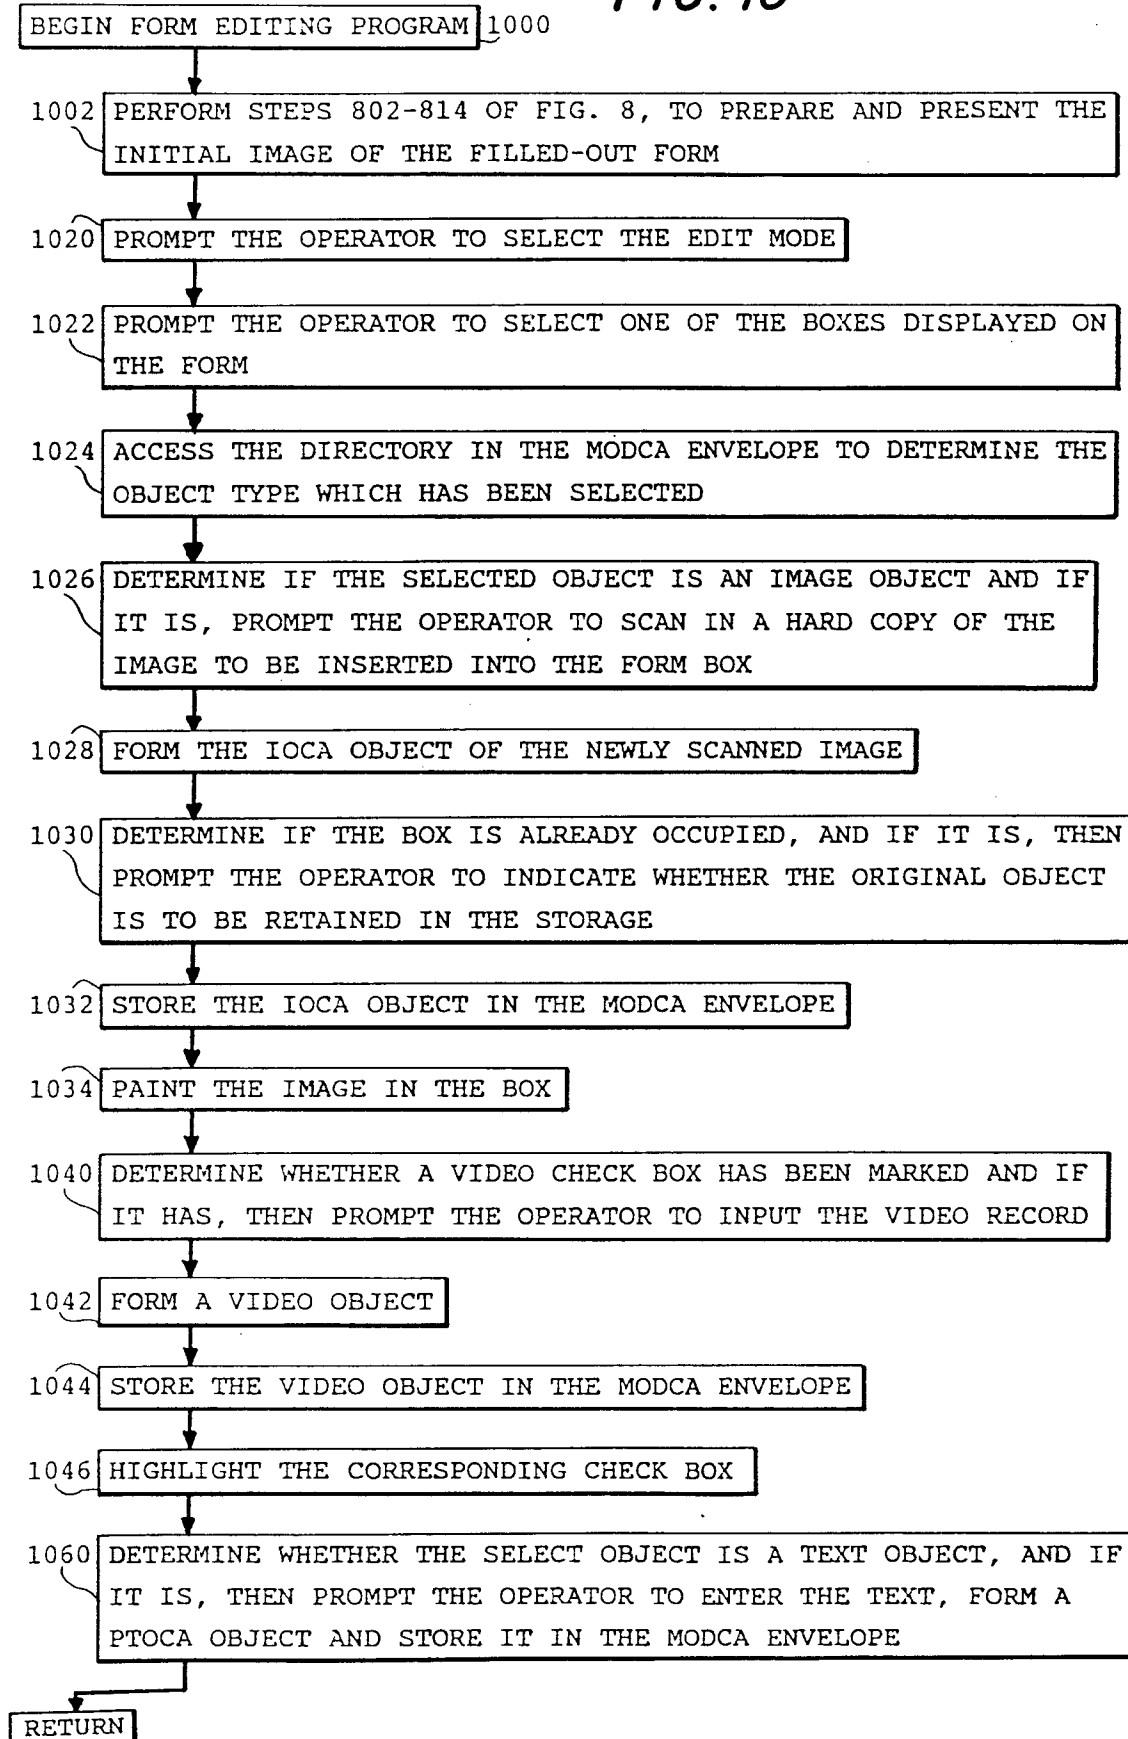 FIG. 10
BEGIN FORM EDITING PROGRAM 1000
1002 PERFORM STEPS 802-814 OF FIG. 8, TO PREPARE AND PRESENT THE
INITIAL IMAGE OF THE FILLED-OUT FORM
1020 PROMPT THE OPERATOR TO SELECT THE EDIT MODE
1022 PROMPT THE OPERATOR TO SELECT ONE OF THE BOXES DISPLAYED ON
THE FORM
1024 ACCESS THE DIRECTORY IN THE MODCA ENVELOPE TO DETERMINE THE
OBJECT TYPE WHICH HAS BEEN SELECTED
1026 DETERMINE IF THE SELECTED OBJECT IS AN IMAGE OBJECT AND IF
IT IS, PROMPT THE OPERATOR TO SCAN IN A HARD COPY OF THE
IMAGE TO BE INSERTED INTO THE FORM BOX
1028 FORM THE IOCA OBJECT OF THE NEWLY SCANNED IMAGE
1030 DETERMINE IF THE BOX IS ALREADY OCCUPIED, AND IF IT IS, THEN
PROMPT THE OPERATOR TO INDICATE WHETHER THE ORIGINAL OBJECT
IS TO BE RETAINED IN THE STORAGE
1032 STORE THE IOCA OBJECT IN THE MODCA ENVELOPE
1034 PAINT THE IMAGE IN THE BOX
1040 DETERMINE WHETHER A VIDEO CHECK BOX HAS BEEN MARKED AND IF
IT HAS, THEN PROMPT THE OPERATOR TO INPUT THE VIDEO RECORD
1042 FORM A VIDEO OBJECT
1044 STORE THE VIDEO OBJECT IN THE MODCA ENVELOPE
1046 HIGHLIGHT THE CORRESPONDING CHECK BOX
1060 DETERMINE WHETHER THE SELECT OBJECT IS A TEXT OBJECT, AND IF
IT IS, THEN PROMPT THE OPERATOR TO ENTER THE TEXT, FORM A
PTOCA OBJECT AND STORE IT IN THE MODCA ENVELOPE
RETURN